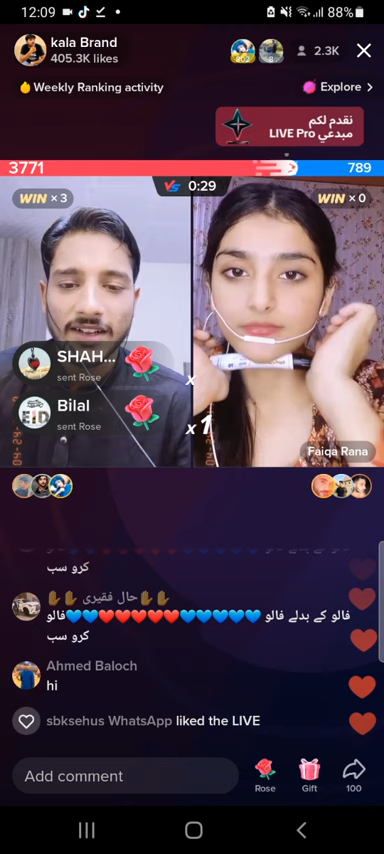 12:09
88%
kala Brand
405.3K likes
2.3K
Weekly Ranking activity
Explore >
نقدم لكم
مبدعي LIVE Pro
3771
789
VS 0:29
WIN × 3
WIN × 0
SHAH...
sent Rose
x
Bilal
sent Rose
x 1
Faiqa Rana
کرو سب
✋✋حال فقیری✋✋
فالو کے بدلے فالو 💙💙💙💙💙❤️❤️❤️❤️❤️💙💙فالو
کرو سب
Ahmed Baloch
hi
sbksehus WhatsApp liked the LIVE
Add comment
Rose
Gift
100